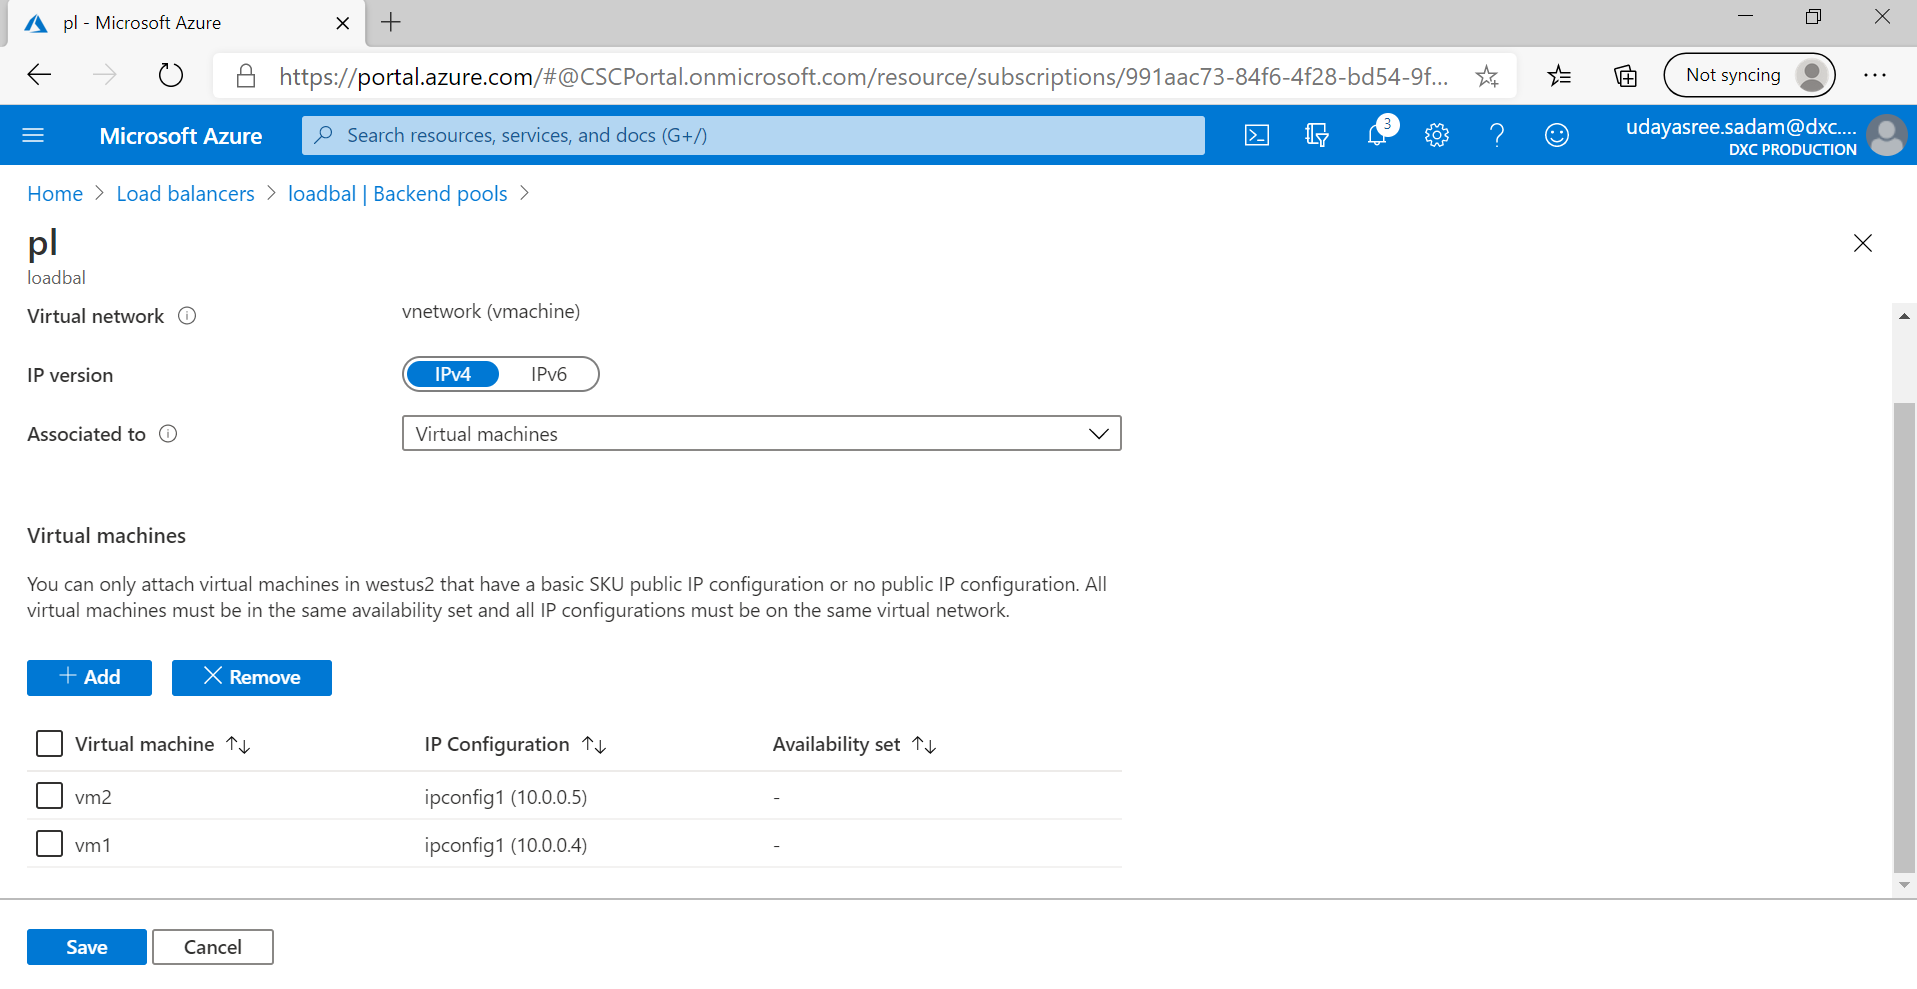 pl - Microsoft Azure
https://portal.azure.com/#@CSCPortal.onmicrosoft.com/resource/subscriptions/991aac73-84f6-4f28-bd54-9f...
Not syncing
Microsoft Azure
Search resources, services, and docs (G+/)
3
udayasree.sadam@dxc....
DXC PRODUCTION
Home > Load balancers > loadbal | Backend pools >
pl
loadbal
Virtual network
vnetwork (vmachine)
IP version
IPv4 IPv6
Associated to
Virtual machines
Virtual machines
You can only attach virtual machines in westus2 that have a basic SKU public IP configuration or no public IP configuration. All
virtual machines must be in the same availability set and all IP configurations must be on the same virtual network.
+ Add
Remove
Virtual machine ↑↓ IP Configuration ↑↓ Availability set ↑↓
vm2 ipconfig1 (10.0.0.5) -
vm1 ipconfig1 (10.0.0.4) -
Save Cancel